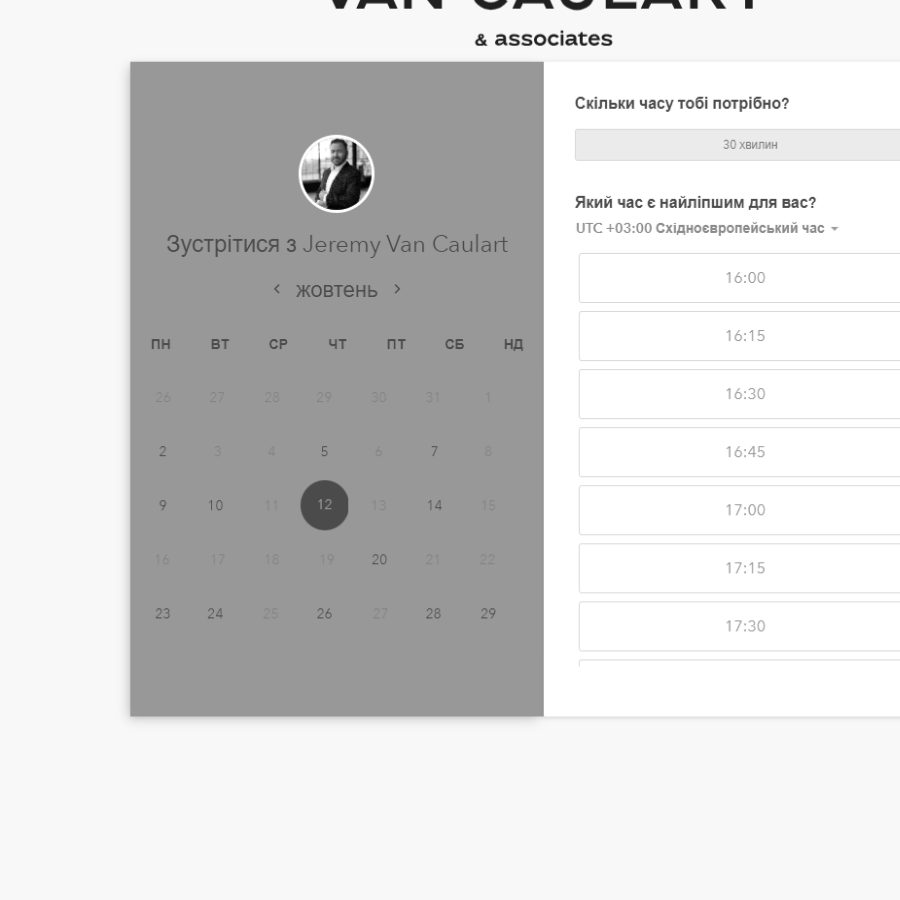 VAN CAULART
& associates
Зустрітися з Jeremy Van Caulart
жовтень
ПН ВТ СР ЧТ ПТ СБ НД
26 27 28 29 30 31 1
2 3 4 5 6 7 8
9 10 11 12 13 14 15
16 17 18 19 20 21 22
23 24 25 26 27 28 29
Скільки часу тобі потрібно?
30 хвилин
Який час є найліпшим для вас?
UTC +03:00 Східноєвропейський час
16:00
16:15
16:30
16:45
17:00
17:15
17:30